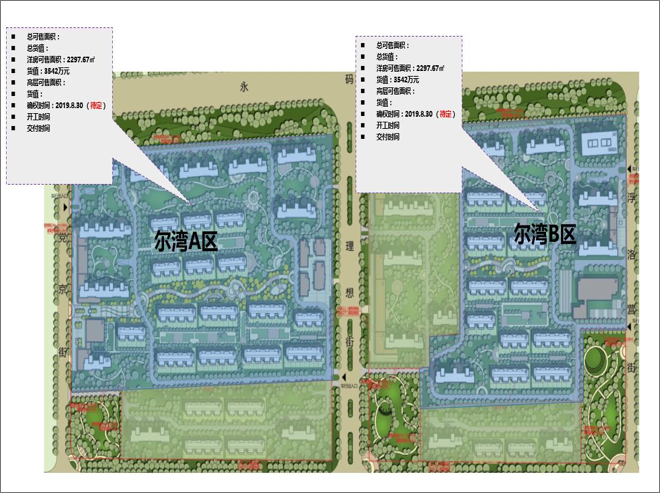 ■ 总可售面积：
■ 总货值：
■ 洋房可售面积：2297.67㎡
■ 货值：3542万元
■ 高层可售面积：
■ 货值：
■ 确权时间：2019.8.30 （待定）
■ 开工时间
■ 交付时间
■ 总可售面积：
■ 总货值：
■ 洋房可售面积：2297.67㎡
■ 货值：3542万元
■ 高层可售面积：
■ 货值：
■ 确权时间：2019.8.30 （待定）
■ 开工时间
■ 交付时间
永
码
尔湾A区
尔湾B区
党
京
街
理
想
街
浮
洛
营
街